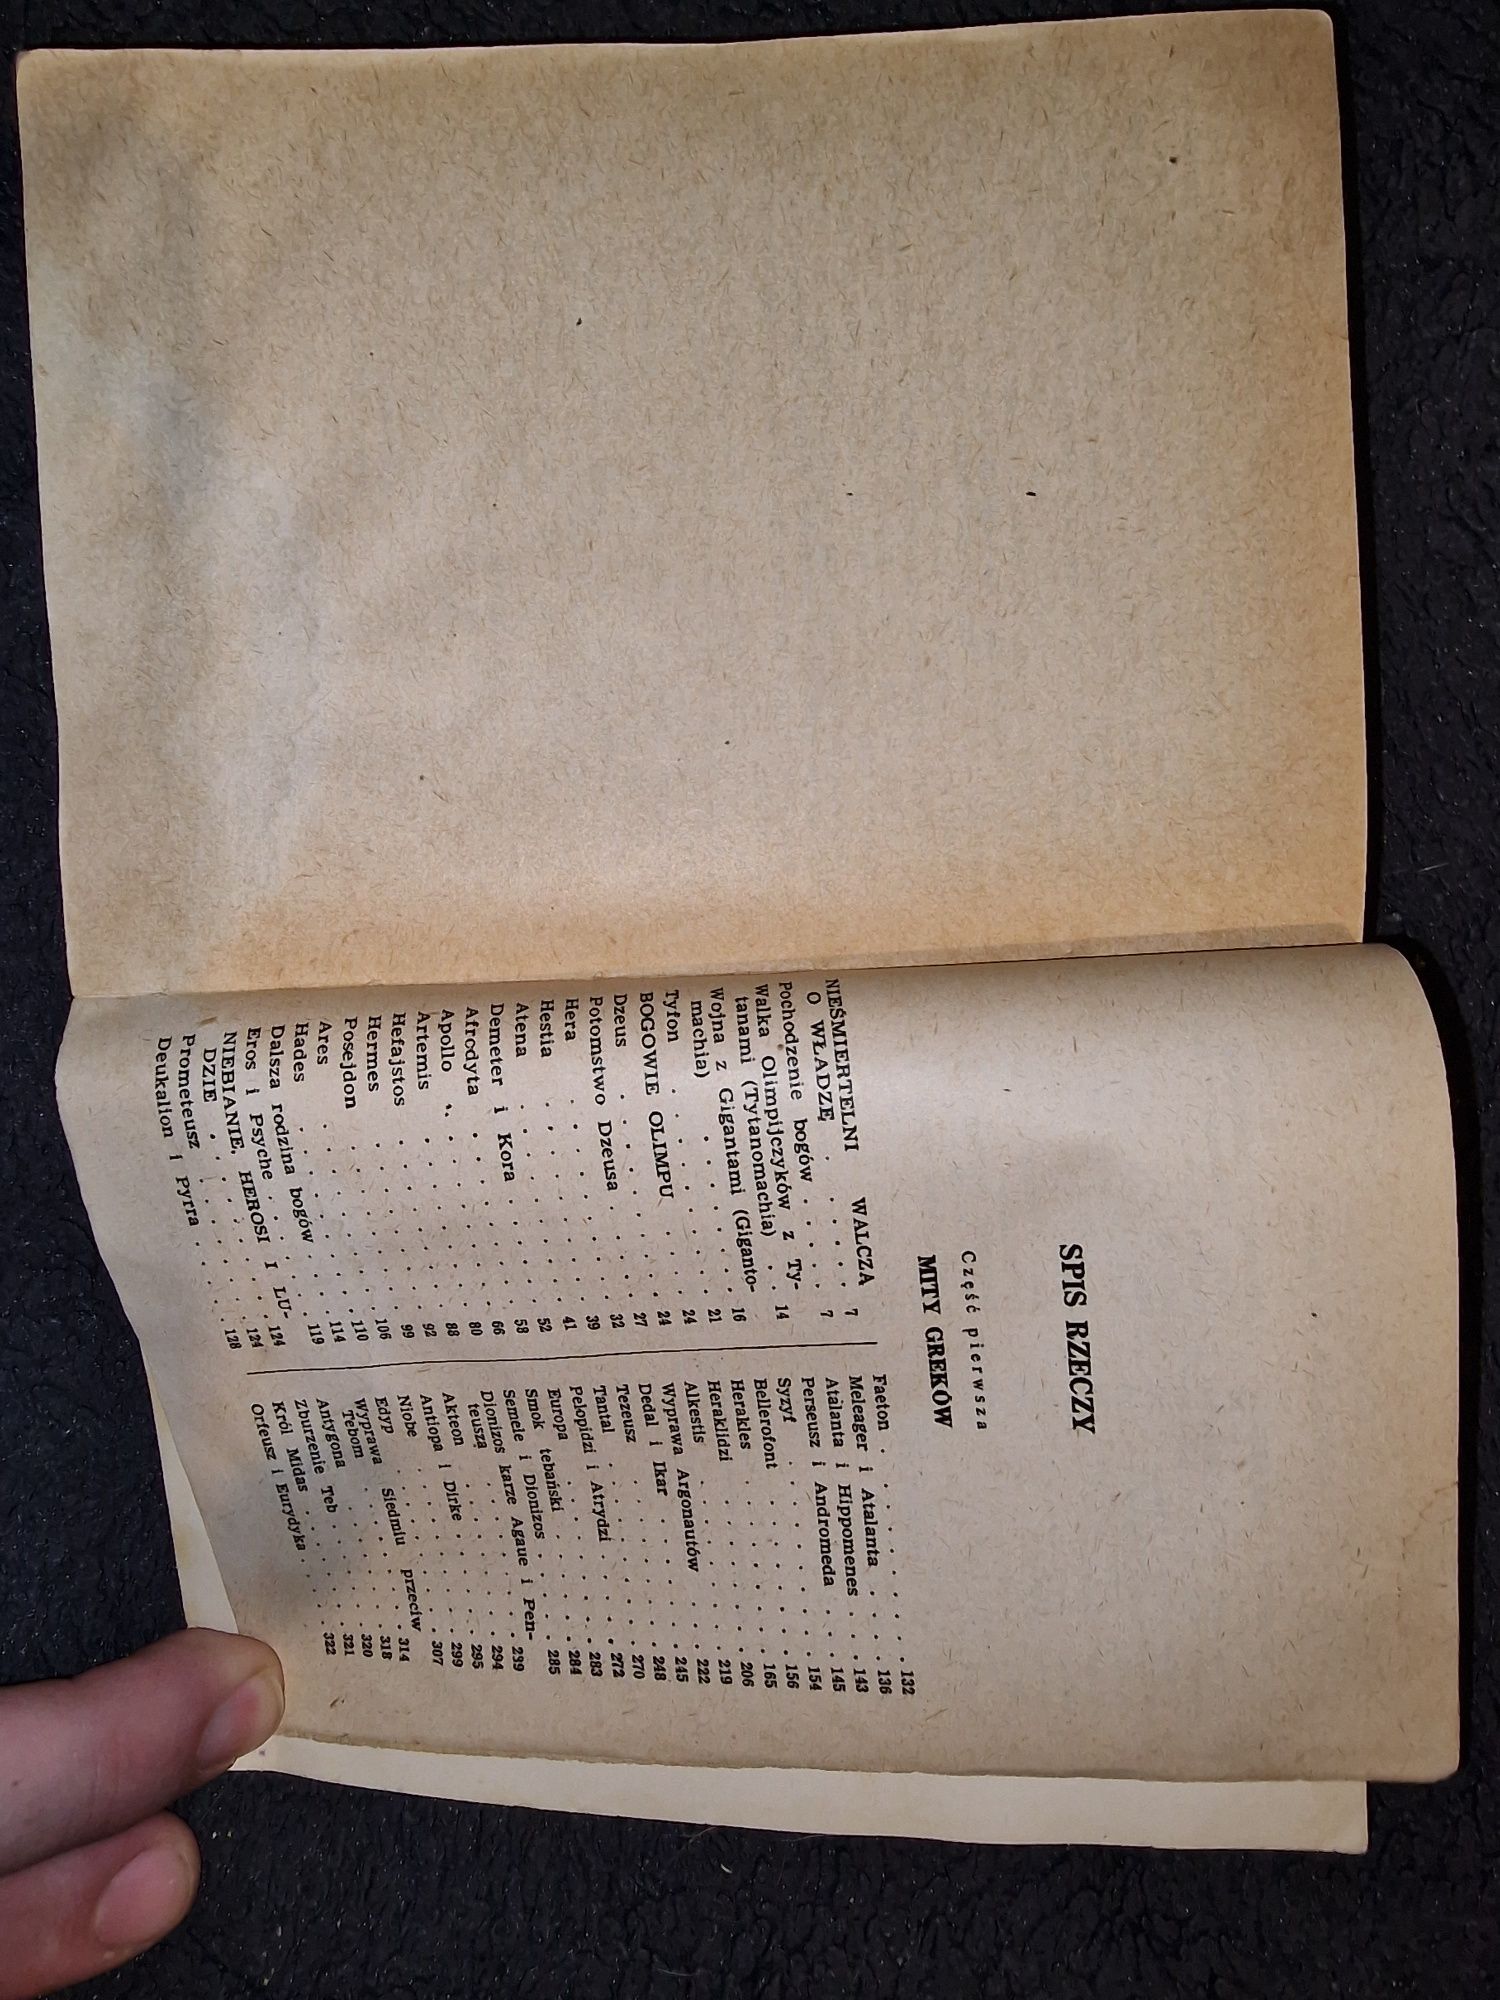 SPIS RZECZY
Część pierwsza
MITY GREKÓW
NIEŚMIERTELNI WALCZĄ
O WŁADZĘ . . . . . 7
Pochodzenie bogów . . . . 7
Walka Olimpijczyków z Ty-
tanami (Tytanomachia) . . 14
Wojna z Gigantami (Giganto-
machia) . . . . . . 16
Tyfon . . . . . . . 21
BOGOWIE OLIMPU . . . 24
Dzeus . . . . . . . 24
Potomstwo Dzeusa . . . . 27
Hera . . . . . . . 32
Hestia . . . . . . . 39
Atena . . . . . . . 41
Demeter i Kora . . . . . 52
Afrodyta . . . . . . 58
Apollo . . . . . . . 66
Artemis . . . . . . . 80
Hefajstos . . . . . . 88
Hermes . . . . . . . 92
Posejdon . . . . . . 99
Ares . . . . . . . 106
Hades . . . . . . . 110
Dalsza rodzina bogów . . . 114
Eros i Psyche . . . . . 119
NIEBIANIE, HEROSI I LU-
DZIE . . . . . . . 124
Prometeusz . . . . . . 124
Deukalion i Pyrra . . . . 128
Faeton . . . . . . . 132
Meleager i Atalanta . . . . 136
Atalanta i Hippomenes . . . 143
Perseusz i Andromeda . . . 145
Syzyf . . . . . . . 154
Bellerofont . . . . . . 156
Herakles . . . . . . 165
Heraklidzi . . . . . . 206
Alkestis . . . . . . . 219
Wyprawa Argonautów . . . 222
Dedal i Ikar . . . . . 245
Tezeusz . . . . . . . 248
Tantal . . . . . . . 270
Pelopidzi i Atrydzi . . . . 272
Europa . . . . . . . 283
Smok tebański . . . . . 284
Semele i Dionizos . . . . 285
Dionizos karze Agaue i Pen-
teusza . . . . . . . 289
Akteon . . . . . . . 294
Antiopa i Dirke . . . . . 295
Niobe . . . . . . . 299
Edyp . . . . . . . 307
Wyprawa Siedmiu przeciw
Tebom . . . . . . . 314
Antygona . . . . . . 318
Zburzenie Teb . . . . . 320
Król Midas . . . . . . 321
Orfeusz i Eurydyka . . . . 322